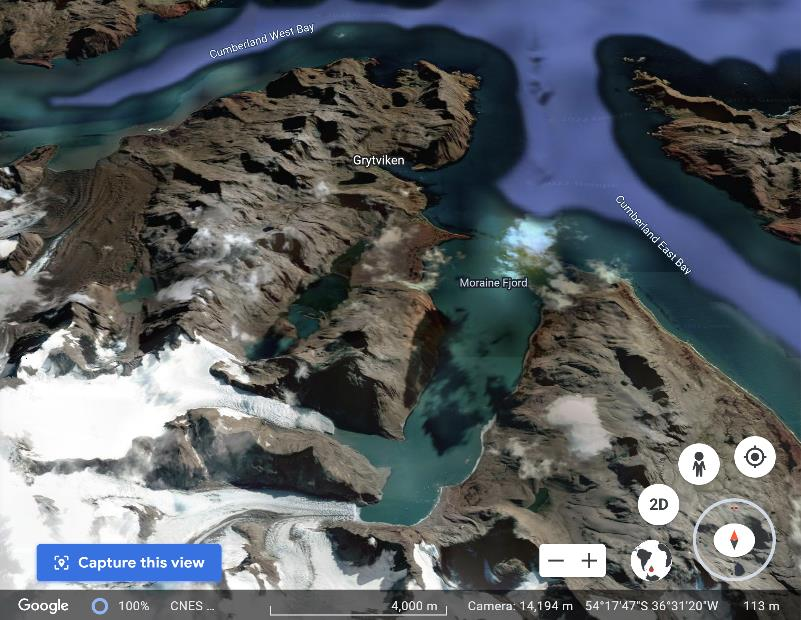 Cumberland West Bay
Grytviken
Cumberland East Bay
Moraine Fjord
2D
Capture this view
Google
100%
CNES ...
4,000 m
Camera: 14,194 m
54°17'47"S 36°31'20"W
113 m